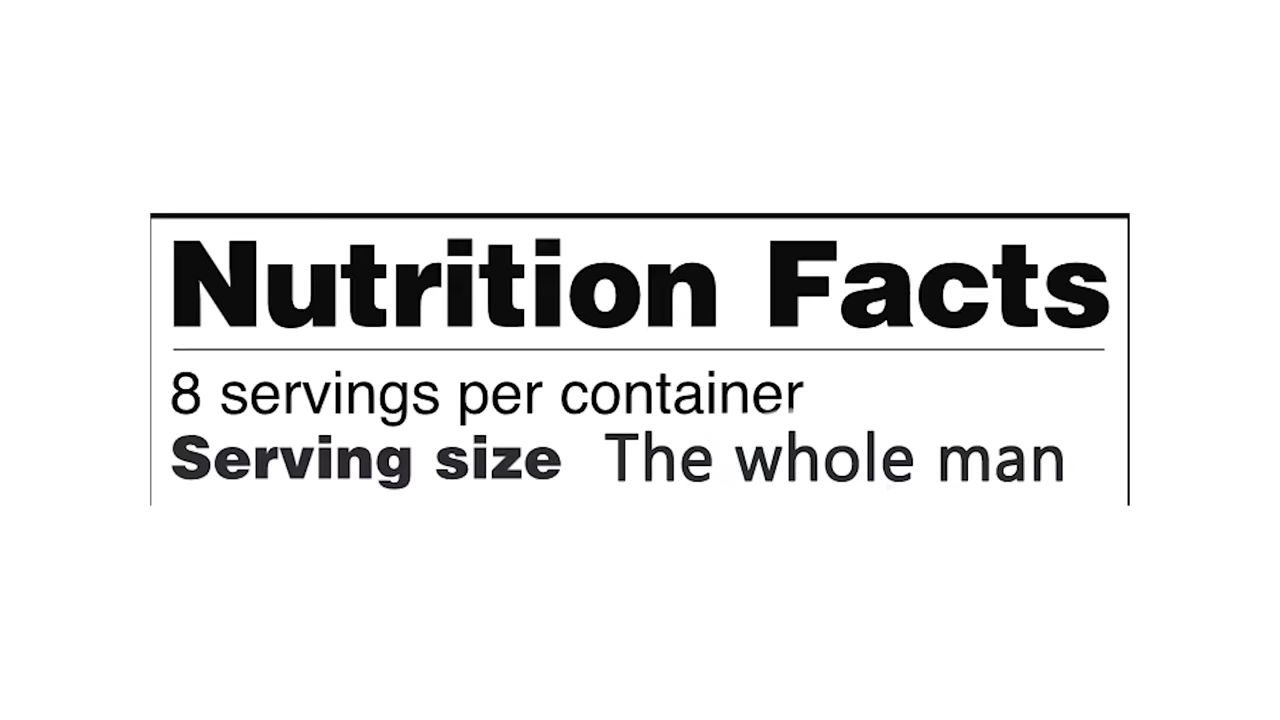 Nutrition Facts
8 servings per container
Serving size The whole man